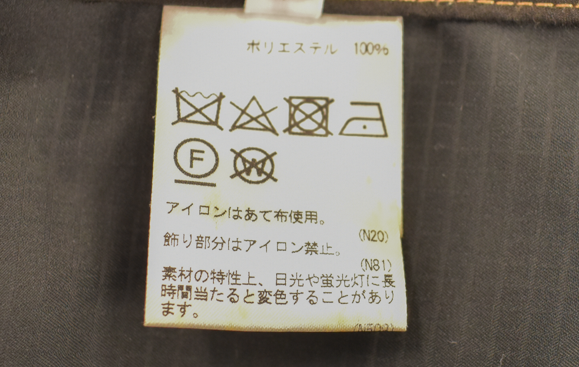 ポリエステル 100%
F
W
アイロンはあて布使用。
(N20)
飾り部分はアイロン禁止。
(N81)
素材の特性上、日光や蛍光灯に長
時間当たると変色することがあり
ます。